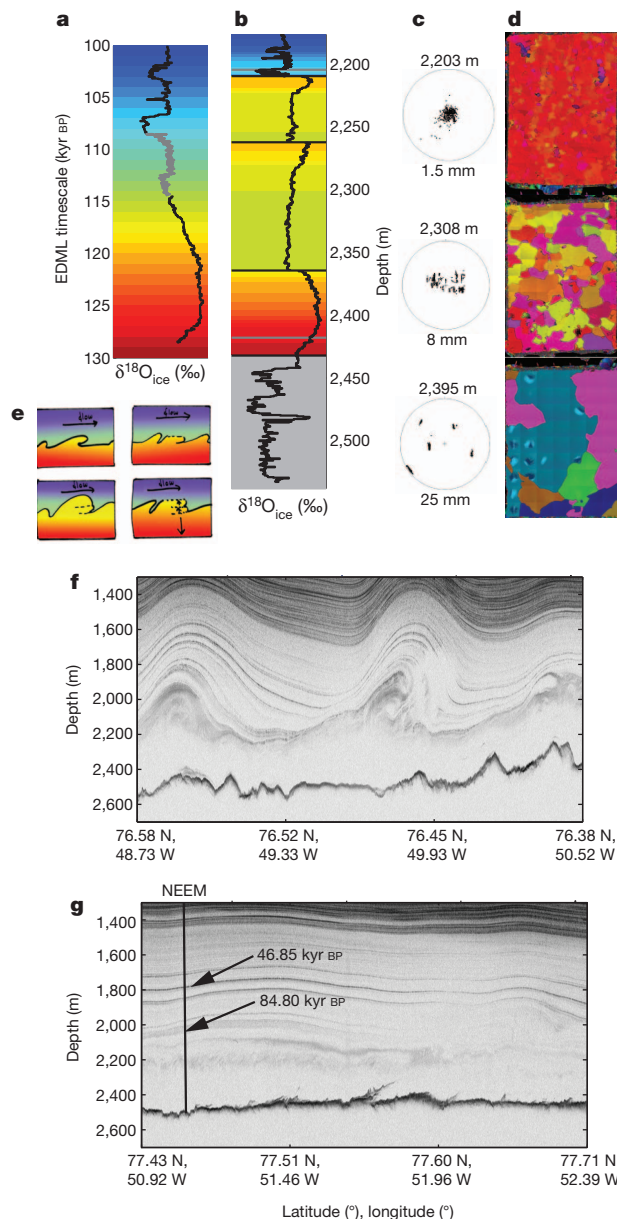 a
100
105
110
115
120
125
130
EDML timescale (kyr BP)
δ18Oice (‰)
b
2,200
2,250
2,300
2,350
2,400
2,450
2,500
Depth (m)
δ18Oice (‰)
c
2,203 m
1.5 mm
2,308 m
8 mm
2,395 m
25 mm
d
e
flow
flow
flow
flow
f
1,400
1,600
1,800
2,000
2,200
2,400
2,600
Depth (m)
76.58 N, 76.52 N, 76.45 N, 76.38 N,
48.73 W 49.33 W 49.93 W 50.52 W
g
NEEM
1,400
1,600
1,800
2,000
2,200
2,400
2,600
Depth (m)
46.85 kyr BP
84.80 kyr BP
77.43 N, 77.51 N, 77.60 N, 77.71 N,
50.92 W 51.46 W 51.96 W 52.39 W
Latitude (°), longitude (°)